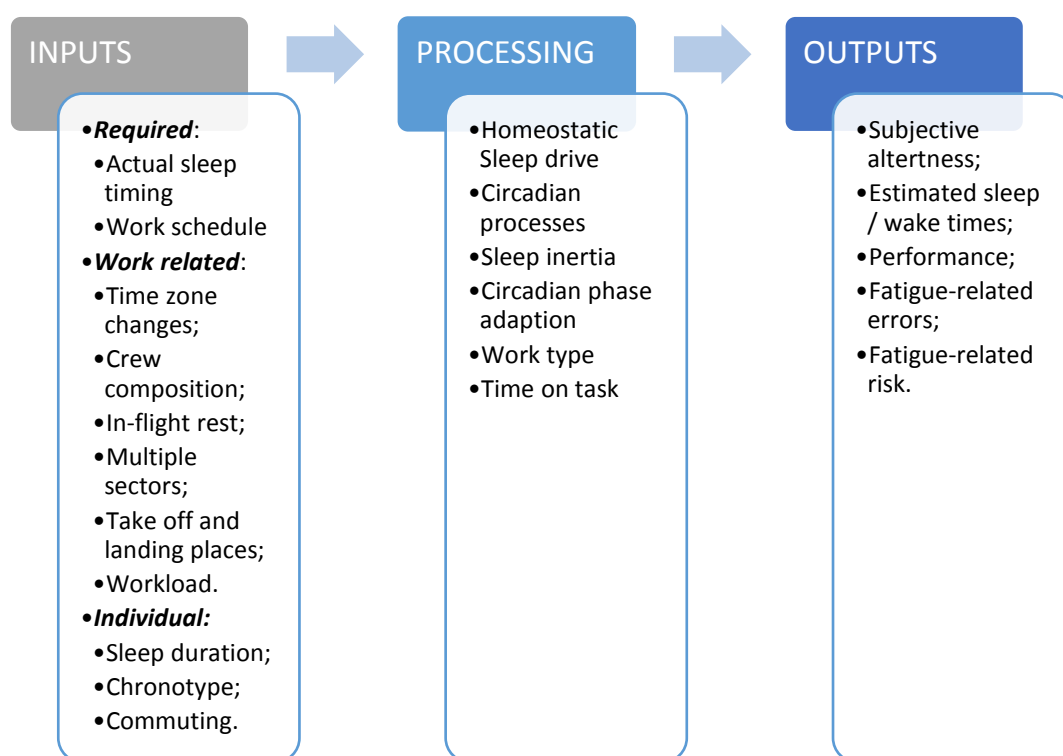 INPUTS
•Required:
•Actual sleep
timing
•Work schedule
•Work related:
•Time zone
changes;
•Crew
composition;
•In-flight rest;
•Multiple
sectors;
•Take off and
landing places;
•Workload.
•Individual:
•Sleep duration;
•Chronotype;
•Commuting.
PROCESSING
•Homeostatic
Sleep drive
•Circadian
processes
•Sleep inertia
•Circadian phase
adaption
•Work type
•Time on task
OUTPUTS
•Subjective
altertness;
•Estimated sleep
/ wake times;
•Performance;
•Fatigue-related
errors;
•Fatigue-related
risk.